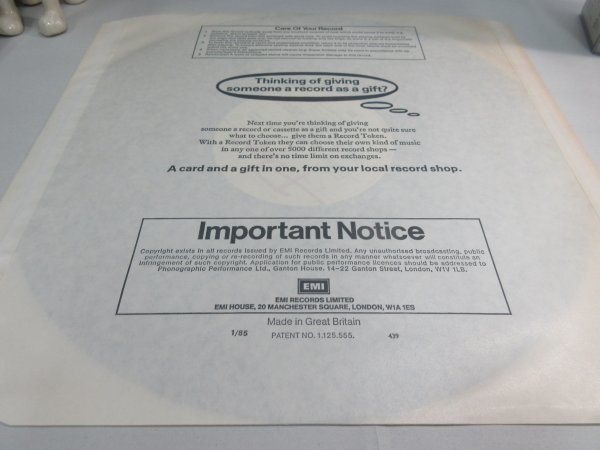 Care Of Your Record
Thinking of giving
someone a record as a gift?
Next time you're thinking of giving
someone a record or cassette as a gift and you're not quite sure
what to choose... give them a Record Token.
With a Record Token they can choose their own kind of music
in any one of over 5000 different record shops —
and there's no time limit on exchanges.
A card and a gift in one, from your local record shop.
Important Notice
Copyright exists in all records issued by EMI Records Limited. Any unauthorised broadcasting, public
performance, copying or re-recording of such records in any manner whatsoever will constitute an
infringement of such copyright. Application for public performance licences should be addressed to
Phonographic Performance Ltd., Ganton House, 14-22 Ganton Street, London, W1V 1LB.
EMI
EMI RECORDS LIMITED
EMI HOUSE, 20 MANCHESTER SQUARE, LONDON, W1A 1ES
Made in Great Britain
1/85 PATENT NO. 1.125.555. 439